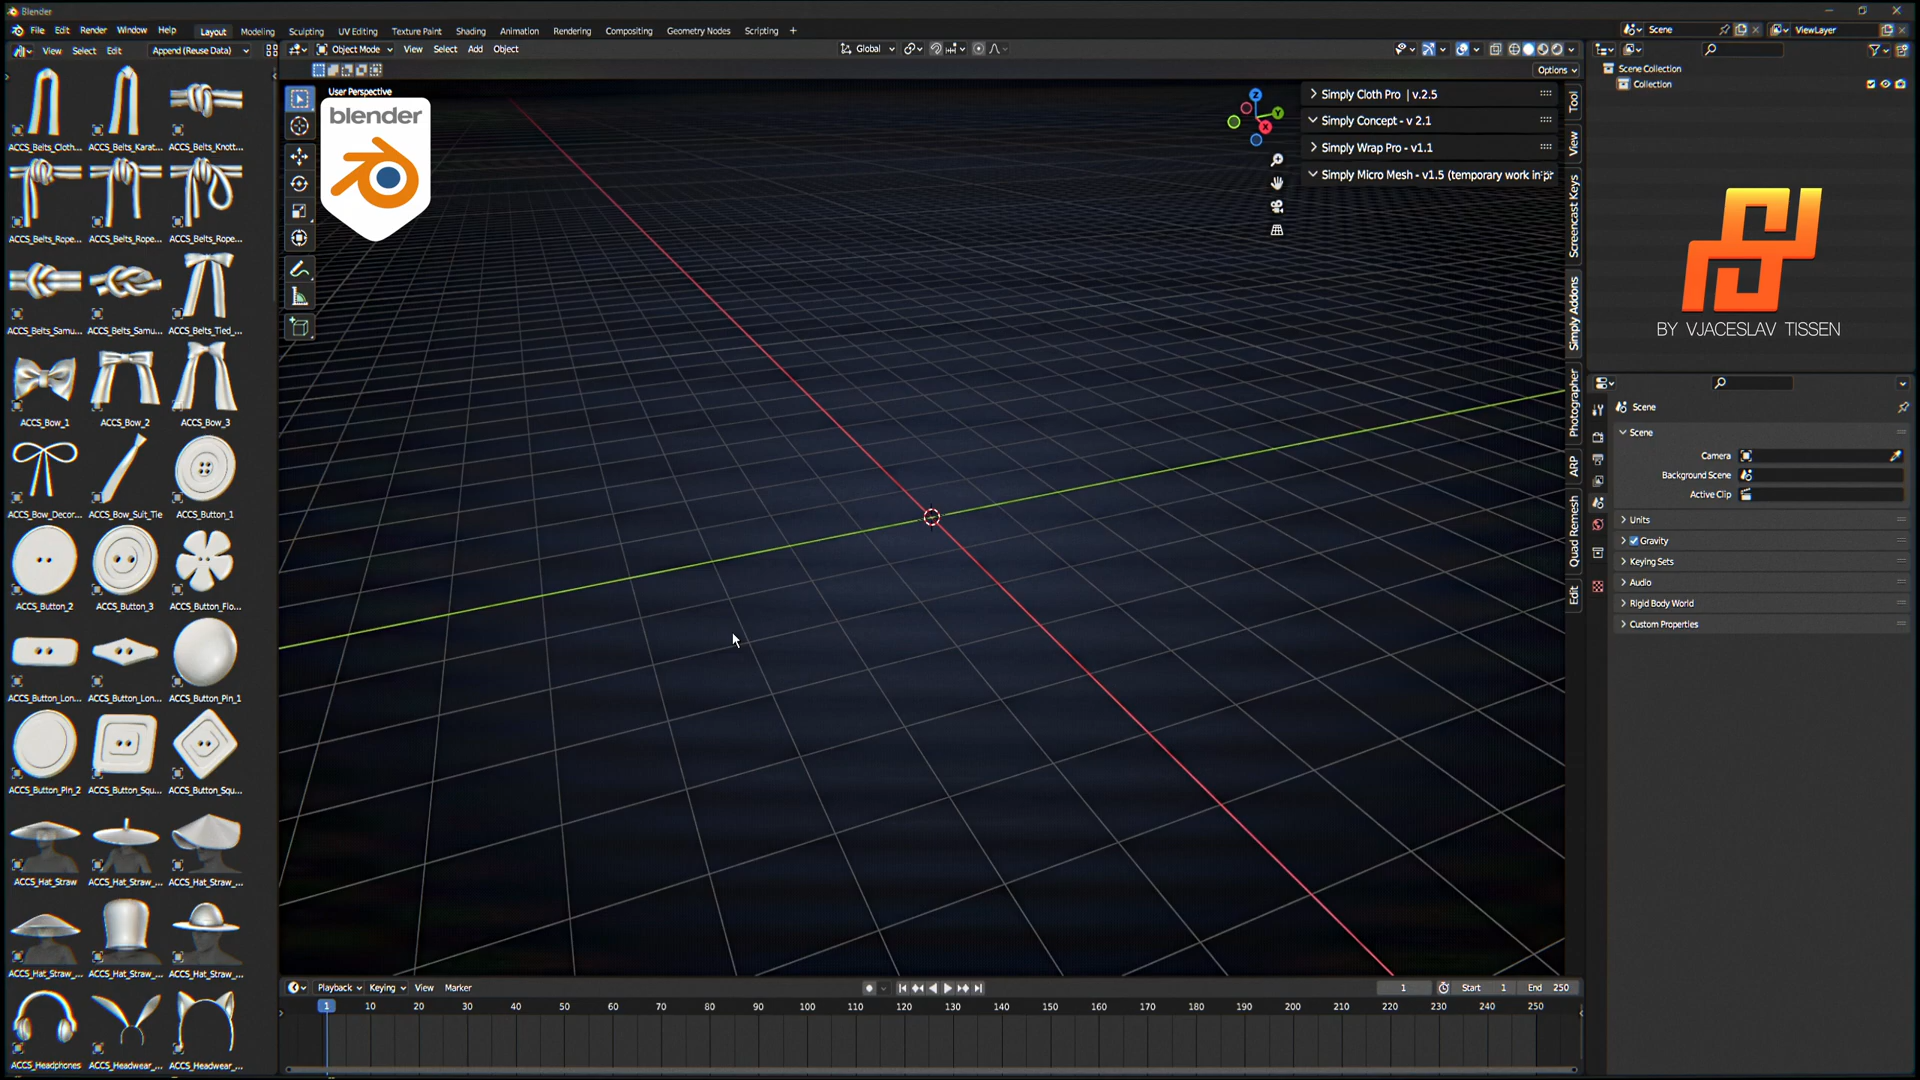 Blender
File Edit Render Window Help Layout Modeling Sculpting UV Editing Texture Paint Shading Animation Rendering Compositing Geometry Nodes Scripting + Scene ViewLayer
View Select Edit Append (Reuse Data) Object Mode View Select Add Object Global
Options
User Perspective
blender
Z
Y
X
Simply Cloth Pro | v.2.5
Simply Concept - v 2.1
Simply Wrap Pro - v1.1
Simply Micro Mesh - v1.5 (temporary work in pr
Tool
View
Screencast Keys
Simply Addons
Photographer
ARP
Quad Remesh
Edit
ACCS_Belts_Cloth... ACCS_Belts_Karat... ACCS_Belts_Knott...
ACCS_Belts_Rope... ACCS_Belts_Rope... ACCS_Belts_Rope...
ACCS_Belts_Samu... ACCS_Belts_Samu... ACCS_Belts_Tied_...
ACCS_Bow_1 ACCS_Bow_2 ACCS_Bow_3
ACCS_Bow_Decor... ACCS_Bow_Suit_Tie ACCS_Button_1
ACCS_Button_2 ACCS_Button_3 ACCS_Button_Flo...
ACCS_Button_Lon... ACCS_Button_Lon... ACCS_Button_Pin_1
ACCS_Button_Pin_2 ACCS_Button_Squ... ACCS_Button_Squ...
ACCS_Hat_Straw ACCS_Hat_Straw_... ACCS_Hat_Straw_...
ACCS_Hat_Straw_... ACCS_Hat_Straw_... ACCS_Hat_Straw_...
ACCS_Headphones ACCS_Headwear_... ACCS_Headwear_...
Scene Collection
Collection
BY VJACESLAV TISSEN
Scene
Scene
Camera
Background Scene
Active Clip
Units
Gravity
Keying Sets
Audio
Rigid Body World
Custom Properties
Playback Keying View Marker 1 Start 1 End 250
1 10 20 30 40 50 60 70 80 90 100 110 120 130 140 150 160 170 180 190 200 210 220 230 240 250